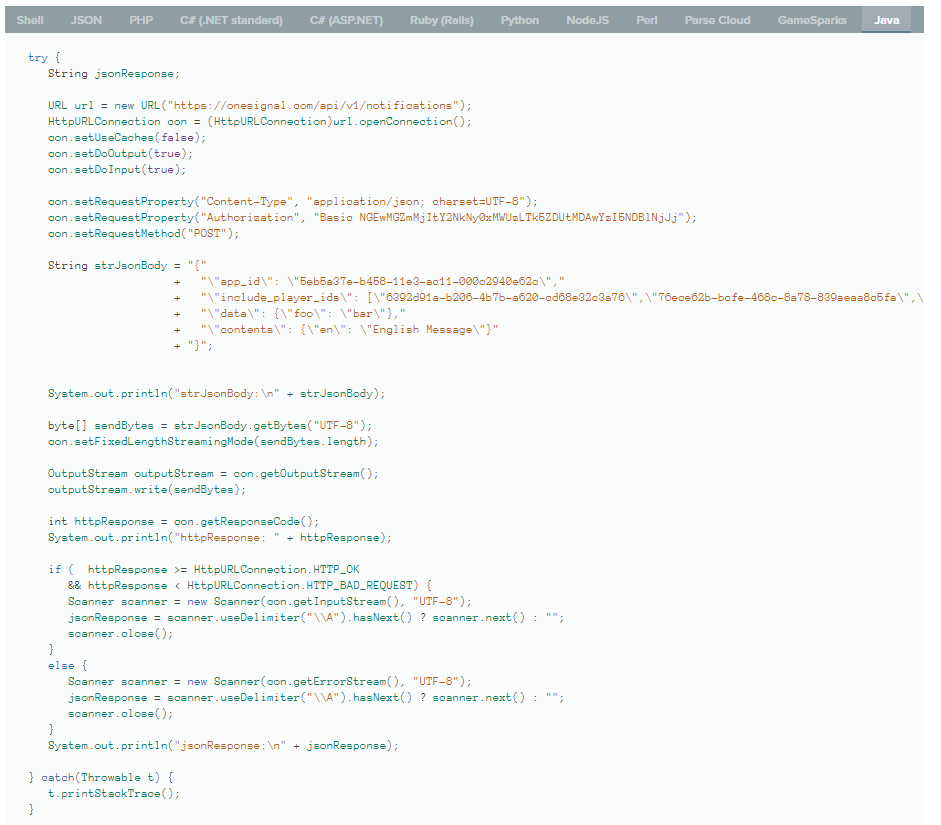 Shell JSON PHP C# (.NET standard) C# (ASP.NET) Ruby (Rails) Python NodeJS Perl Parse Cloud GameSparks Java
try {
String jsonResponse;
URL url = new URL("https://onesignal.com/api/v1/notifications");
HttpURLConnection con = (HttpURLConnection)url.openConnection();
con.setUseCaches(false);
con.setDoOutput(true);
con.setDoInput(true);
con.setRequestProperty("Content-Type", "application/json; charset=UTF-8");
con.setRequestProperty("Authorization", "Basic NGEwMGZmMjItY2NkNy0xMWUzLTk5ZDUtMDAwYzI5NDBlNjJj");
con.setRequestMethod("POST");
String strJsonBody = "{"
+ "\"app_id\": \"5eb5a37e-b458-11e3-ac11-000c2940e62c\","
+ "\"include_player_ids\": [\"6392d91a-b206-4b7b-a620-cd68e32c3a76\",\"76ece62b-bcfe-468c-8a78-839aeaa8c5fa\",\
+ "\"data\": {\"foo\": \"bar\"},"
+ "\"contents\": {\"en\": \"English Message\"}"
+ "}";
System.out.println("strJsonBody:\n" + strJsonBody);
byte[] sendBytes = strJsonBody.getBytes("UTF-8");
con.setFixedLengthStreamingMode(sendBytes.length);
OutputStream outputStream = con.getOutputStream();
outputStream.write(sendBytes);
int httpResponse = con.getResponseCode();
System.out.println("httpResponse: " + httpResponse);
if ( httpResponse >= HttpURLConnection.HTTP_OK
&& httpResponse < HttpURLConnection.HTTP_BAD_REQUEST) {
Scanner scanner = new Scanner(con.getInputStream(), "UTF-8");
jsonResponse = scanner.useDelimiter("\\A").hasNext() ? scanner.next() : "";
scanner.close();
}
else {
Scanner scanner = new Scanner(con.getErrorStream(), "UTF-8");
jsonResponse = scanner.useDelimiter("\\A").hasNext() ? scanner.next() : "";
scanner.close();
}
System.out.println("jsonResponse:\n" + jsonResponse);
} catch(Throwable t) {
t.printStackTrace();
}